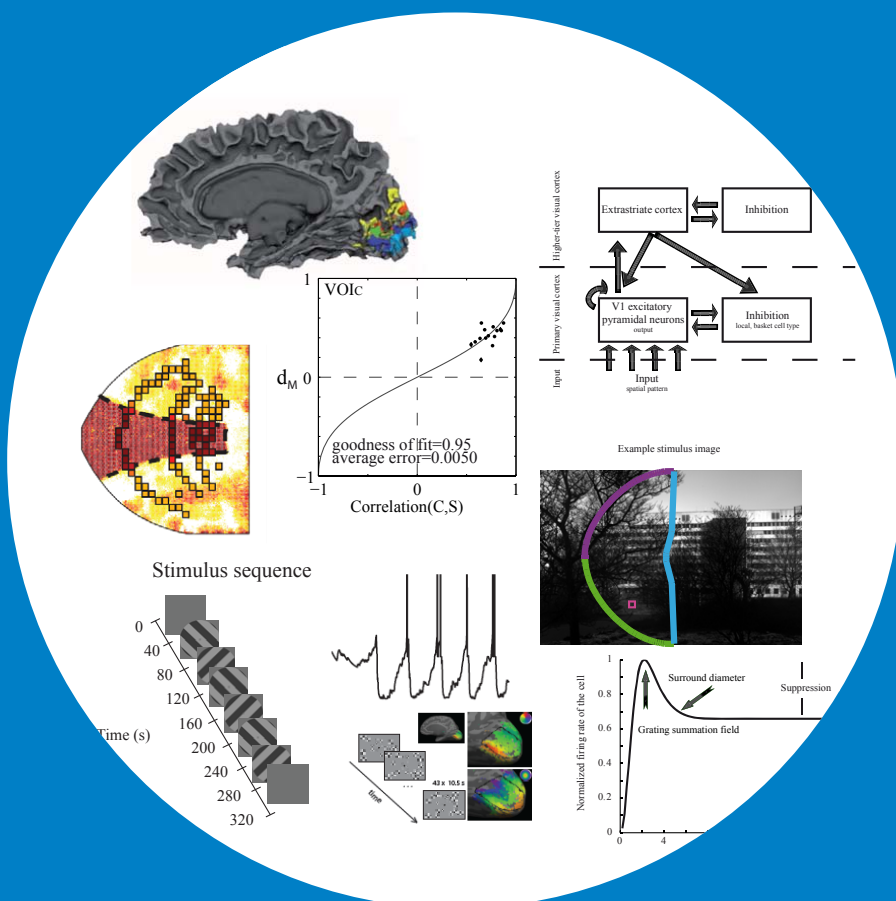 Higher-tier visual cortex
Extrastriate cortex
Inhibition
Primary visual cortex
V1 excitatory
pyramidal neurons
output
Inhibition
local, basket cell type
Input
Input
spatial pattern
1
VOIC
d_M 0
goodness of fit=0.95
average error=0.0050
−1
−1 0 1
Correlation(C,S)
Example stimulus image
Stimulus sequence
0
40
80
120
160
200
240
280
320
Time (s)
43 x 10.5 s
...
time
Normalized firing rate of the cell
1
0.8
0.6
0.4
0.2
0
0 4
Surround diameter
Suppression
Grating summation field